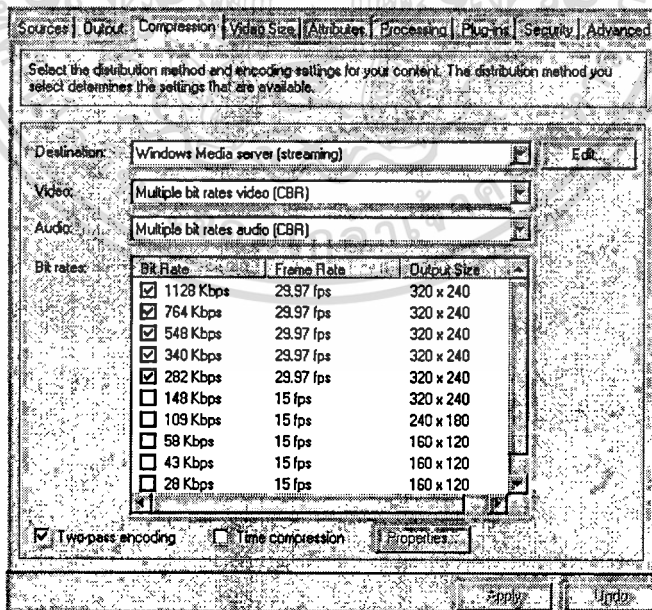 Sources Output Compression Video Size Attributes Processing Plug-ins Security Advanced
Select the distribution method and encoding settings for your content. The distribution method you
select determines the settings that are available.
Destination: Windows Media server (streaming) Edit...
Video: Multiple bit rates video (CBR)
Audio: Multiple bit rates audio (CBR)
Bit rates: Bit Rate Frame Rate Output Size
1128 Kbps 29.97 fps 320 x 240
764 Kbps 29.97 fps 320 x 240
548 Kbps 29.97 fps 320 x 240
340 Kbps 29.97 fps 320 x 240
282 Kbps 29.97 fps 320 x 240
148 Kbps 15 fps 320 x 240
109 Kbps 15 fps 240 x 180
58 Kbps 15 fps 160 x 120
43 Kbps 15 fps 160 x 120
28 Kbps 15 fps 160 x 120
Two-pass encoding Time compression Properties...
Apply Undo